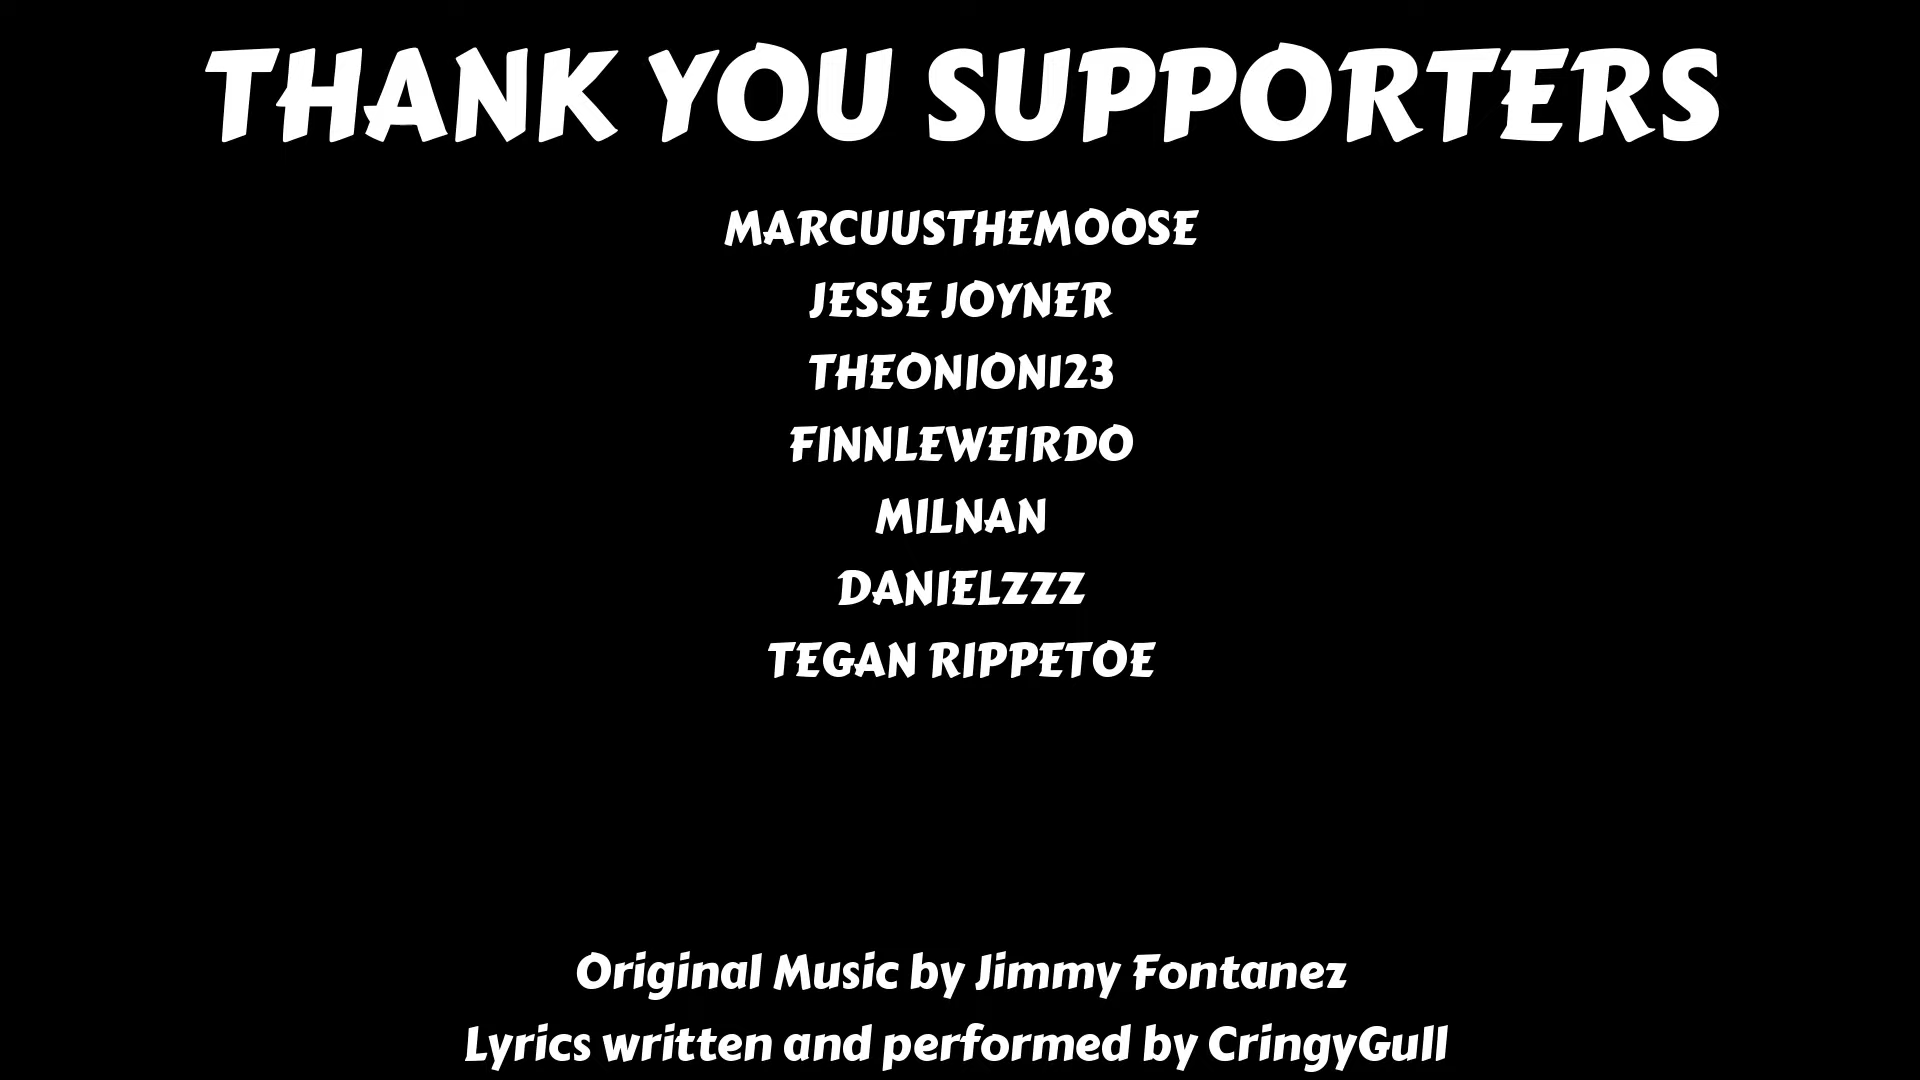 THANK YOU SUPPORTERS
MARCUUSTHEMOOSE
JESSE JOYNER
THEONION123
FINNLEWEIRDO
MILNAN
DANIELZZZ
TEGAN RIPPETOE
Original Music by Jimmy Fontanez
Lyrics written and performed by CringyGull